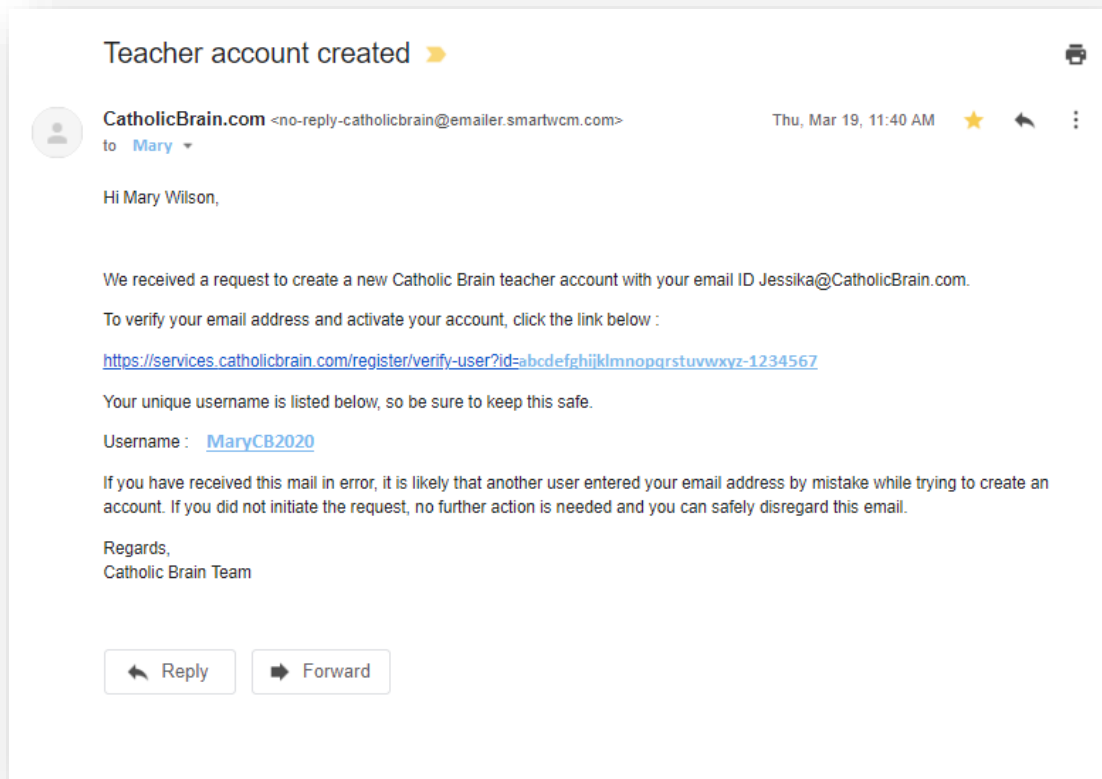 Teacher account created
CatholicBrain.com <no-reply-catholicbrain@emailer.smartwcm.com> Thu, Mar 19, 11:40 AM
to Mary
Hi Mary Wilson,
We received a request to create a new Catholic Brain teacher account with your email ID Jessika@CatholicBrain.com.
To verify your email address and activate your account, click the link below :
https://services.catholicbrain.com/register/verify-user?id=abcdefghijklmnopqrstuvwxyz-1234567
Your unique username is listed below, so be sure to keep this safe.
Username : MaryCB2020
If you have received this mail in error, it is likely that another user entered your email address by mistake while trying to create an
account. If you did not initiate the request, no further action is needed and you can safely disregard this email.
Regards,
Catholic Brain Team
Reply Forward